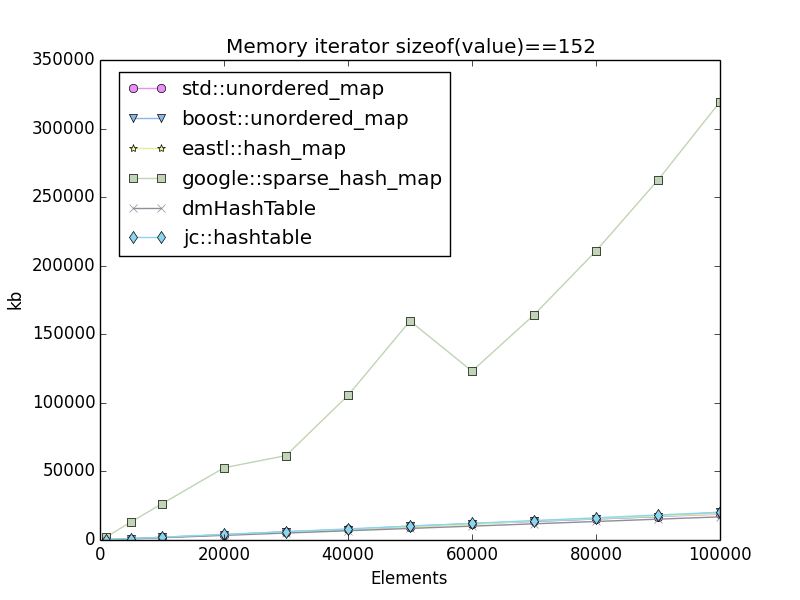 Memory iterator sizeof(value)==152
350000
300000
250000
200000
150000
100000
50000
0
kb
std::unordered_map
boost::unordered_map
eastl::hash_map
google::sparse_hash_map
dmHashTable
jc::hashtable
0 20000 40000 60000 80000 100000
Elements